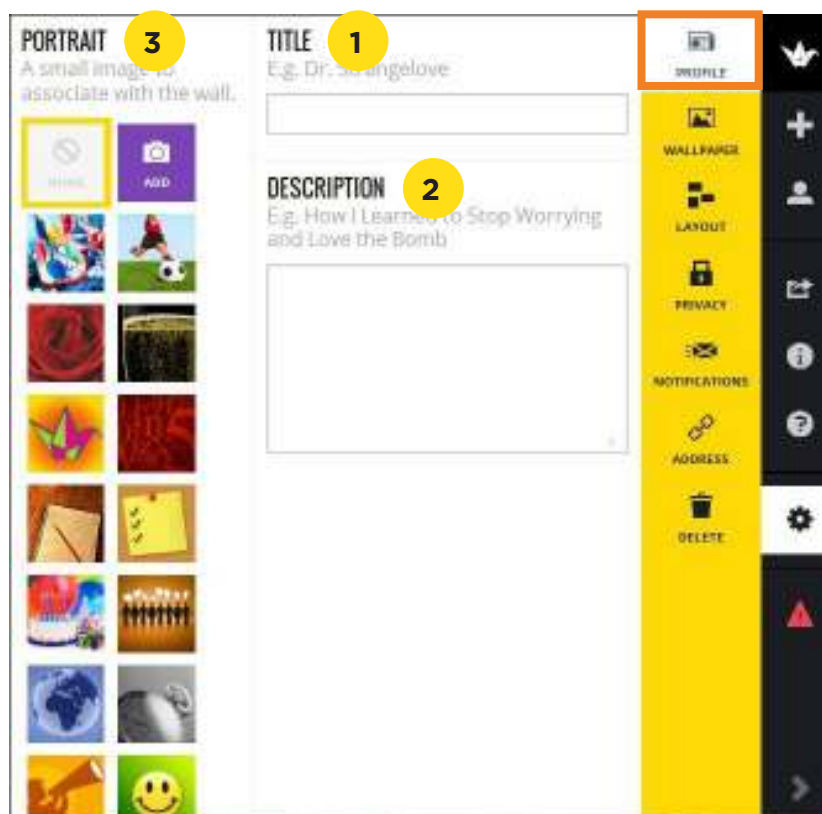 PORTRAIT 3
A small image to
associate with the wall.
NONE
ADD
TITLE 1
E.g. Dr. Strangelove
DESCRIPTION 2
E.g. How I Learned to Stop Worrying
and Love the Bomb
PROFILE
WALLPAPER
LAYOUT
PRIVACY
NOTIFICATIONS
ADDRESS
DELETE